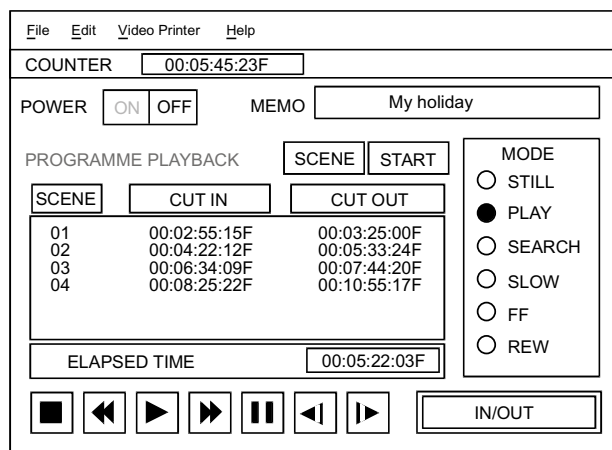 File Edit Video Printer Help
COUNTER 00:05:45:23F
POWER ON OFF MEMO My holiday
PROGRAMME PLAYBACK SCENE START
SCENE CUT IN CUT OUT
01 00:02:55:15F 00:03:25:00F
02 00:04:22:12F 00:05:33:24F
03 00:06:34:09F 00:07:44:20F
04 00:08:25:22F 00:10:55:17F
ELAPSED TIME 00:05:22:03F
MODE
STILL
PLAY
SEARCH
SLOW
FF
REW
IN/OUT